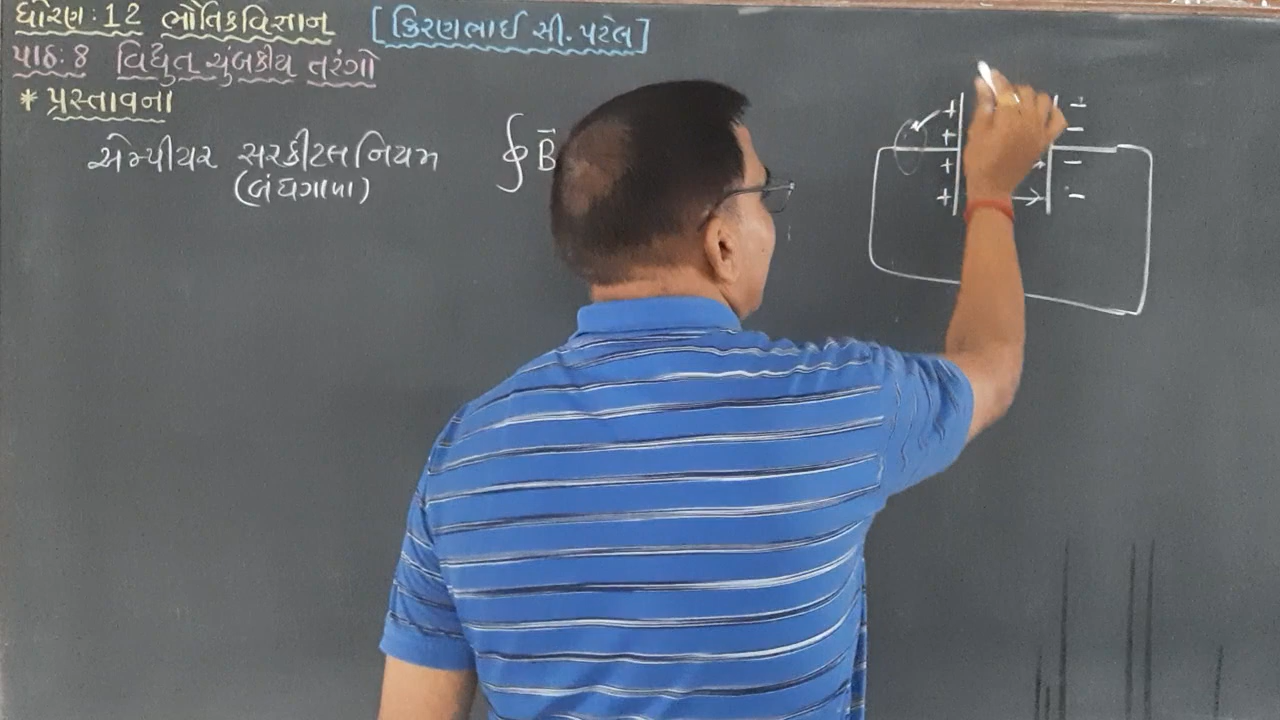 ધોરણ : 12 ભૌતિકવિજ્ઞાન [કિરણભાઈ સી. પટેલ]
પાઠ : 8 વિદ્યુત ચુંબકીય તરંગો
* પ્રસ્તાવના
એમ્પીયર સરકીટલ નિયમ ∮ B⃗
(બંધગાળા)
+ −
+ −
+ −
+ −